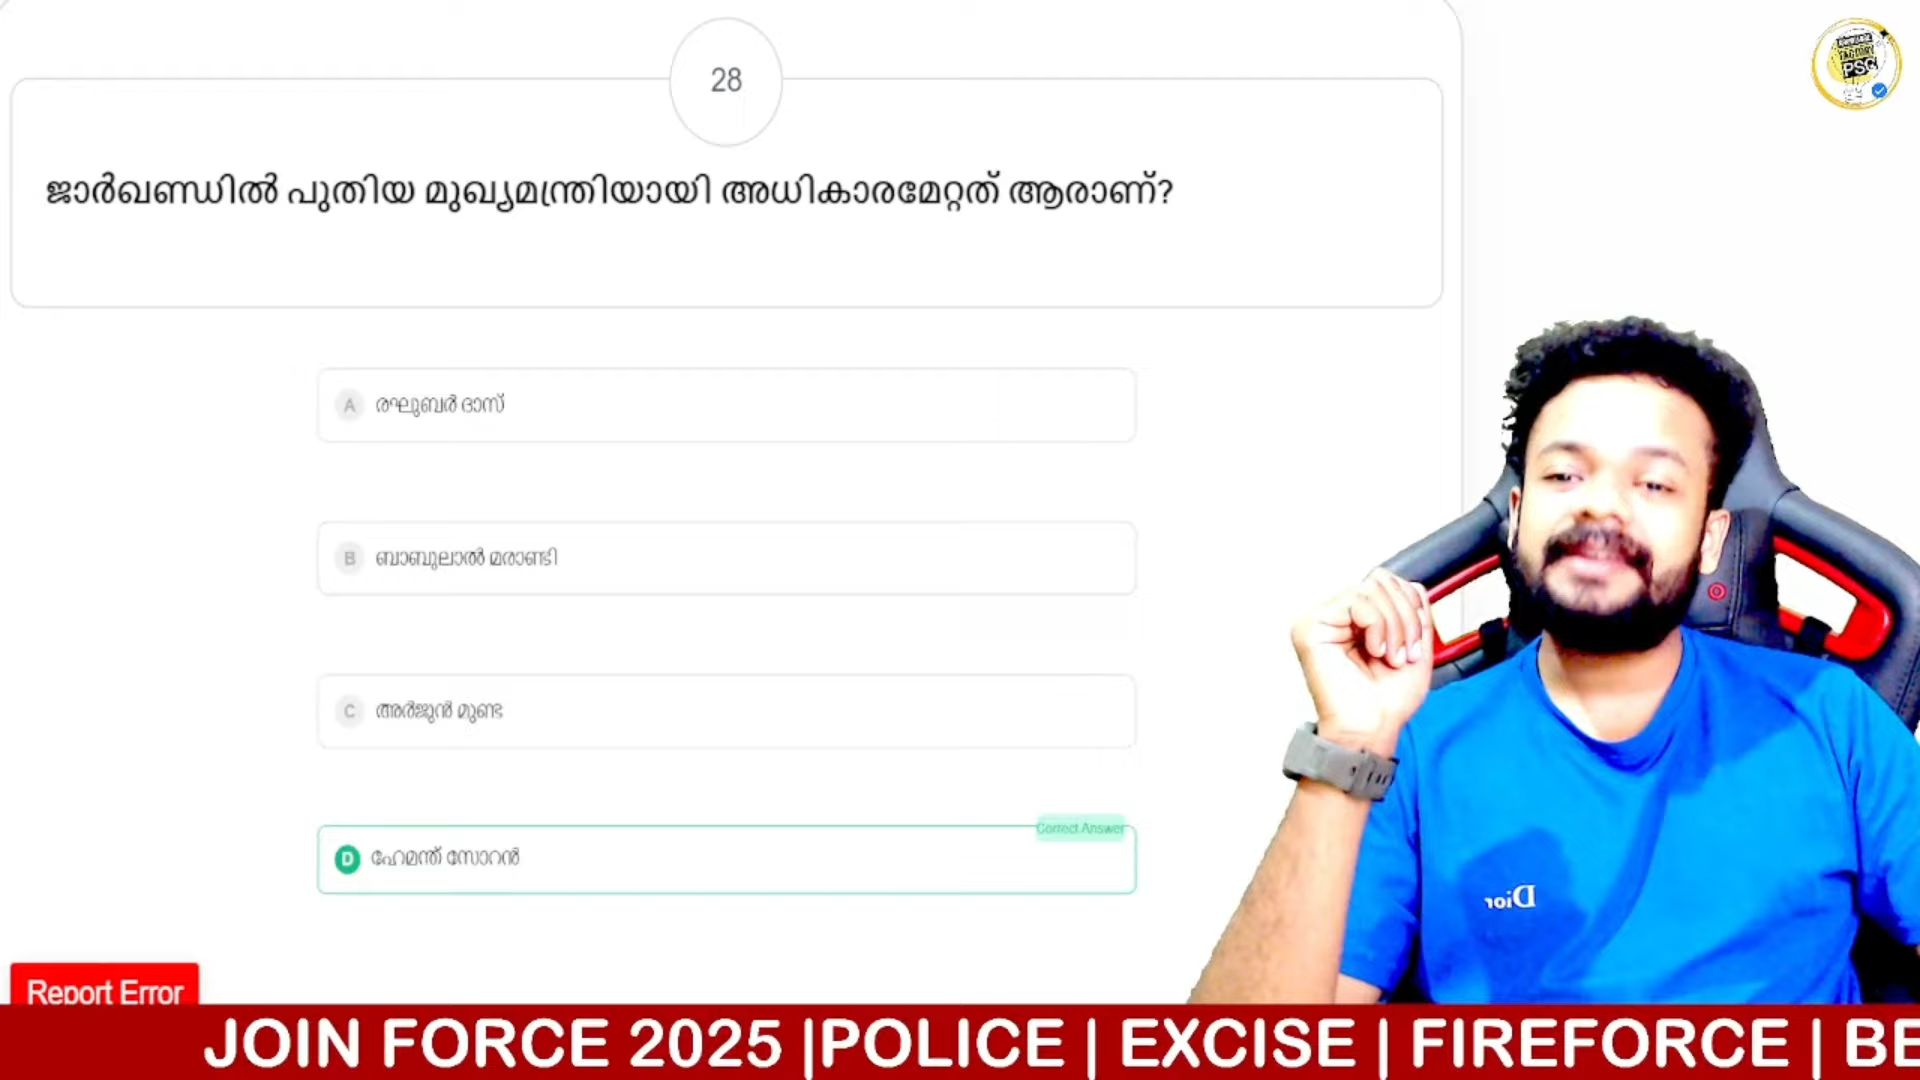 28
ജാർഖണ്ഡിൽ പുതിയ മുഖ്യമന്ത്രിയായി അധികാരമേറ്റത് ആരാണ്?
A രഘുബർ ദാസ്
B ബാബുലാൽ മരാണ്ടി
C അർജുൻ മുണ്ട
Correct Answer
D ഹേമന്ത് സോറൻ
Dior
Report Error
JOIN FORCE 2025 |POLICE | EXCISE | FIREFORCE | BE
FACTORY
PSC